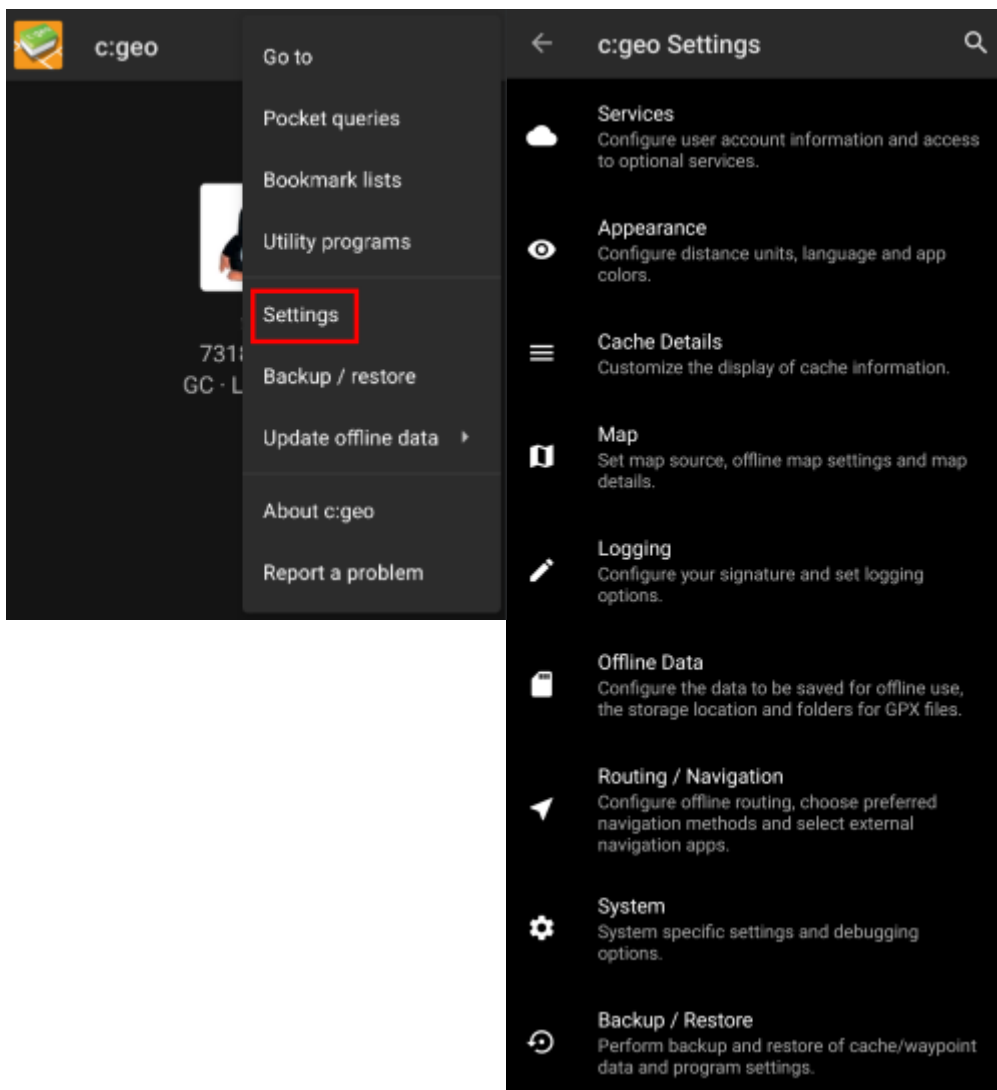 c:geo
Go to
Pocket queries
Bookmark lists
Utility programs
Settings
7318
GC · L
Backup / restore
Update offline data
About c:geo
Report a problem
c:geo Settings
Services
Configure user account information and access
to optional services.
Appearance
Configure distance units, language and app
colors.
Cache Details
Customize the display of cache information.
Map
Set map source, offline map settings and map
details.
Logging
Configure your signature and set logging
options.
Offline Data
Configure the data to be saved for offline use,
the storage location and folders for GPX files.
Routing / Navigation
Configure offline routing, choose preferred
navigation methods and select external
navigation apps.
System
System specific settings and debugging
options.
Backup / Restore
Perform backup and restore of cache/waypoint
data and program settings.